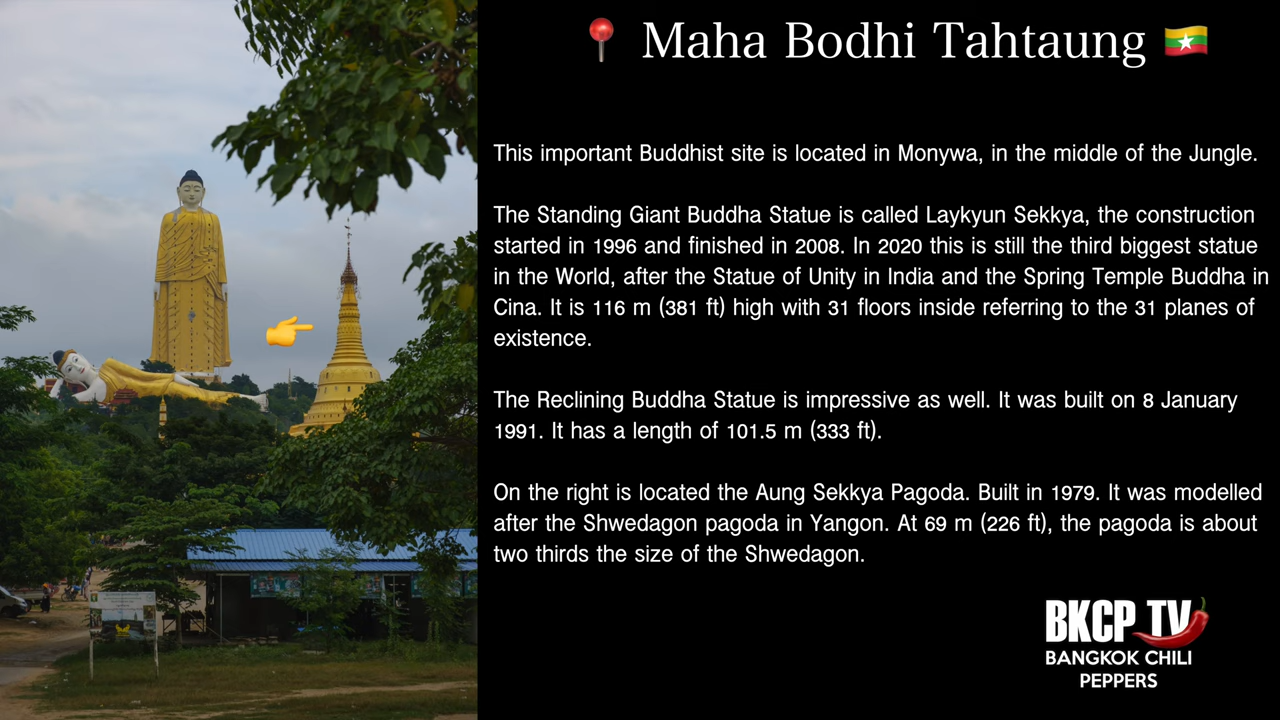 📍 Maha Bodhi Tahtaung 🇲🇲
This important Buddhist site is located in Monywa, in the middle of the Jungle.
The Standing Giant Buddha Statue is called Laykyun Sekkya, the construction
started in 1996 and finished in 2008. In 2020 this is still the third biggest statue
in the World, after the Statue of Unity in India and the Spring Temple Buddha in
Cina. It is 116 m (381 ft) high with 31 floors inside referring to the 31 planes of
existence.
The Reclining Buddha Statue is impressive as well. It was built on 8 January
1991. It has a length of 101.5 m (333 ft).
On the right is located the Aung Sekkya Pagoda. Built in 1979. It was modelled
after the Shwedagon pagoda in Yangon. At 69 m (226 ft), the pagoda is about
two thirds the size of the Shwedagon.
BKCP TV
BANGKOK CHILI
PEPPERS